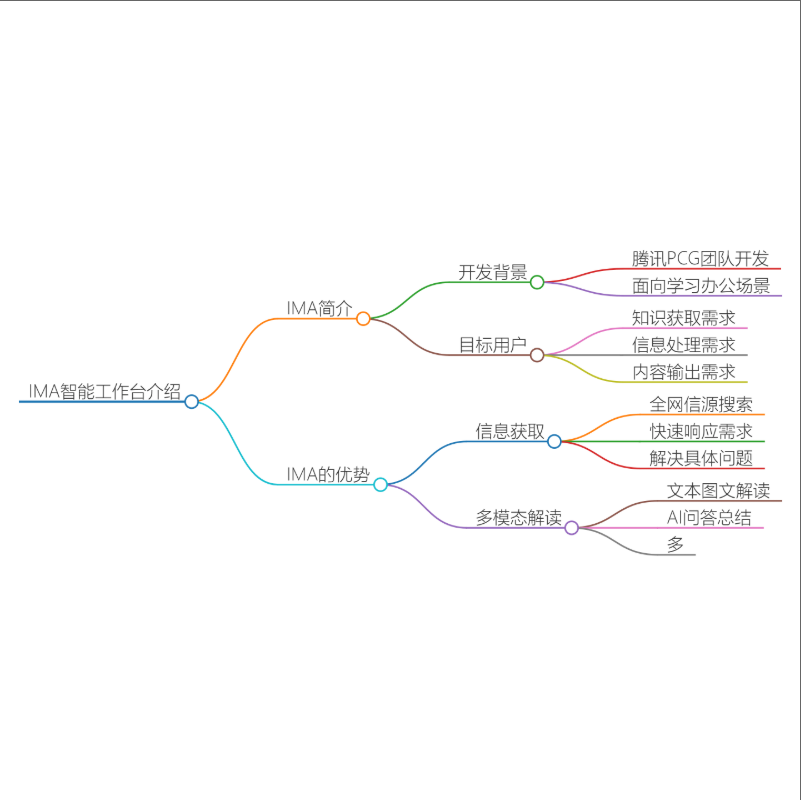 IMA智能工作台介绍
IMA简介
开发背景
腾讯PCG团队开发
面向学习办公场景
目标用户
知识获取需求
信息处理需求
内容输出需求
IMA的优势
信息获取
全网信源搜索
快速响应需求
解决具体问题
多模态解读
文本图文解读
AI问答总结
多